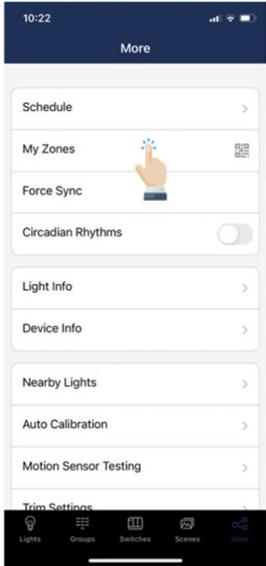 10:22
More
Schedule
My Zones
Force Sync
Circadian Rhythms
Light Info
Device Info
Nearby Lights
Auto Calibration
Motion Sensor Testing
Trim Settings
Lights Groups Switches Scenes More